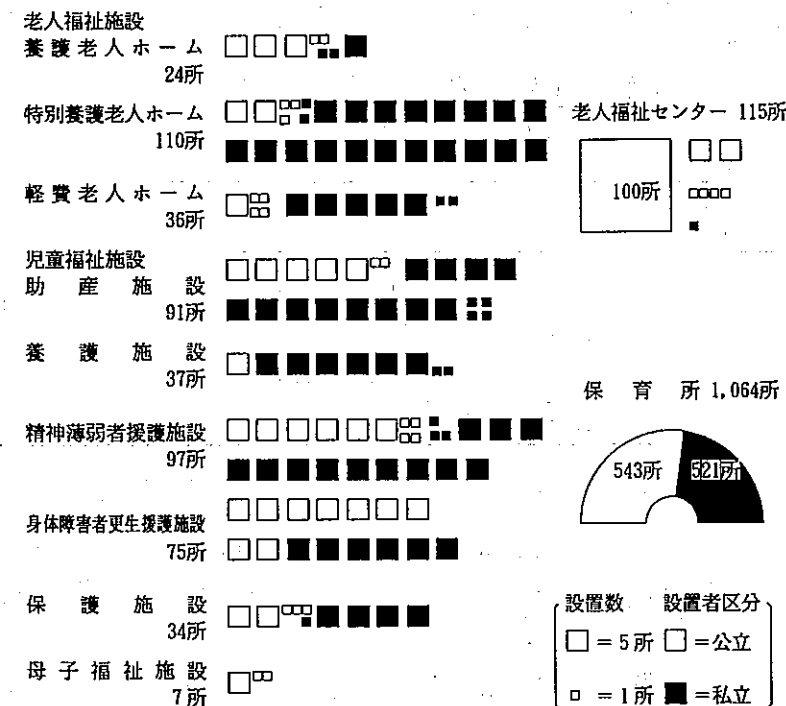 老人福祉施設
養護老人ホーム
24所
特別養護老人ホーム
110所
軽費老人ホーム
36所
児童福祉施設
助産施設
91所
養護施設
37所
精神薄弱者援護施設
97所
身体障害者更生援護施設
75所
保護施設
34所
母子福祉施設
7所
老人福祉センター 115所
100所
保育所 1,064所
543所 521所
設置数 設置者区分
□ = 5所 □ =公立
□ = 1所 ■ =私立